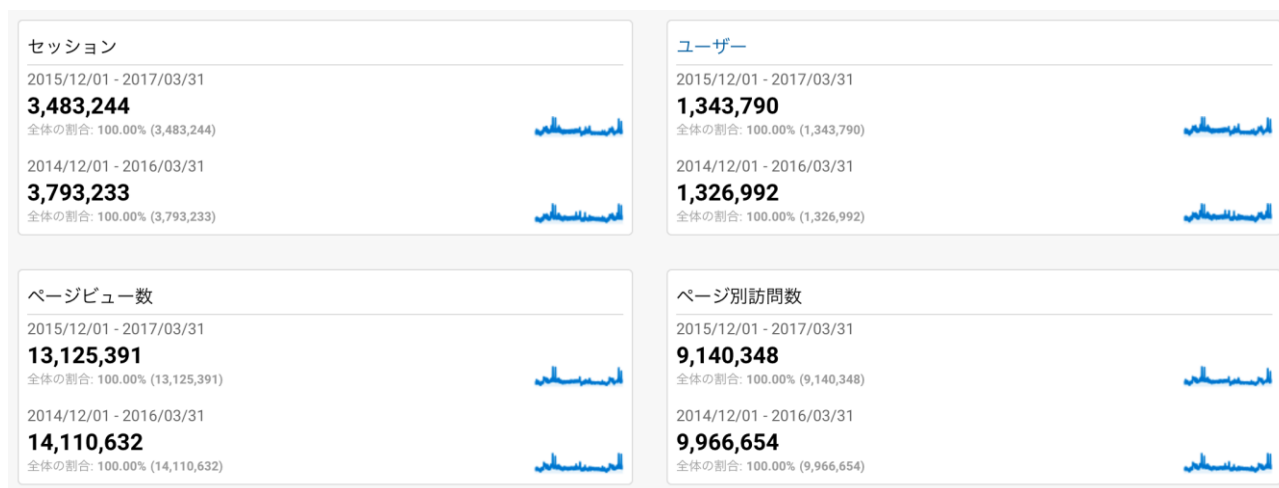 セッション
2015/12/01 - 2017/03/31
3,483,244
全体の割合: 100.00% (3,483,244)
2014/12/01 - 2016/03/31
3,793,233
全体の割合: 100.00% (3,793,233)
ユーザー
2015/12/01 - 2017/03/31
1,343,790
全体の割合: 100.00% (1,343,790)
2014/12/01 - 2016/03/31
1,326,992
全体の割合: 100.00% (1,326,992)
ページビュー数
2015/12/01 - 2017/03/31
13,125,391
全体の割合: 100.00% (13,125,391)
2014/12/01 - 2016/03/31
14,110,632
全体の割合: 100.00% (14,110,632)
ページ別訪問数
2015/12/01 - 2017/03/31
9,140,348
全体の割合: 100.00% (9,140,348)
2014/12/01 - 2016/03/31
9,966,654
全体の割合: 100.00% (9,966,654)